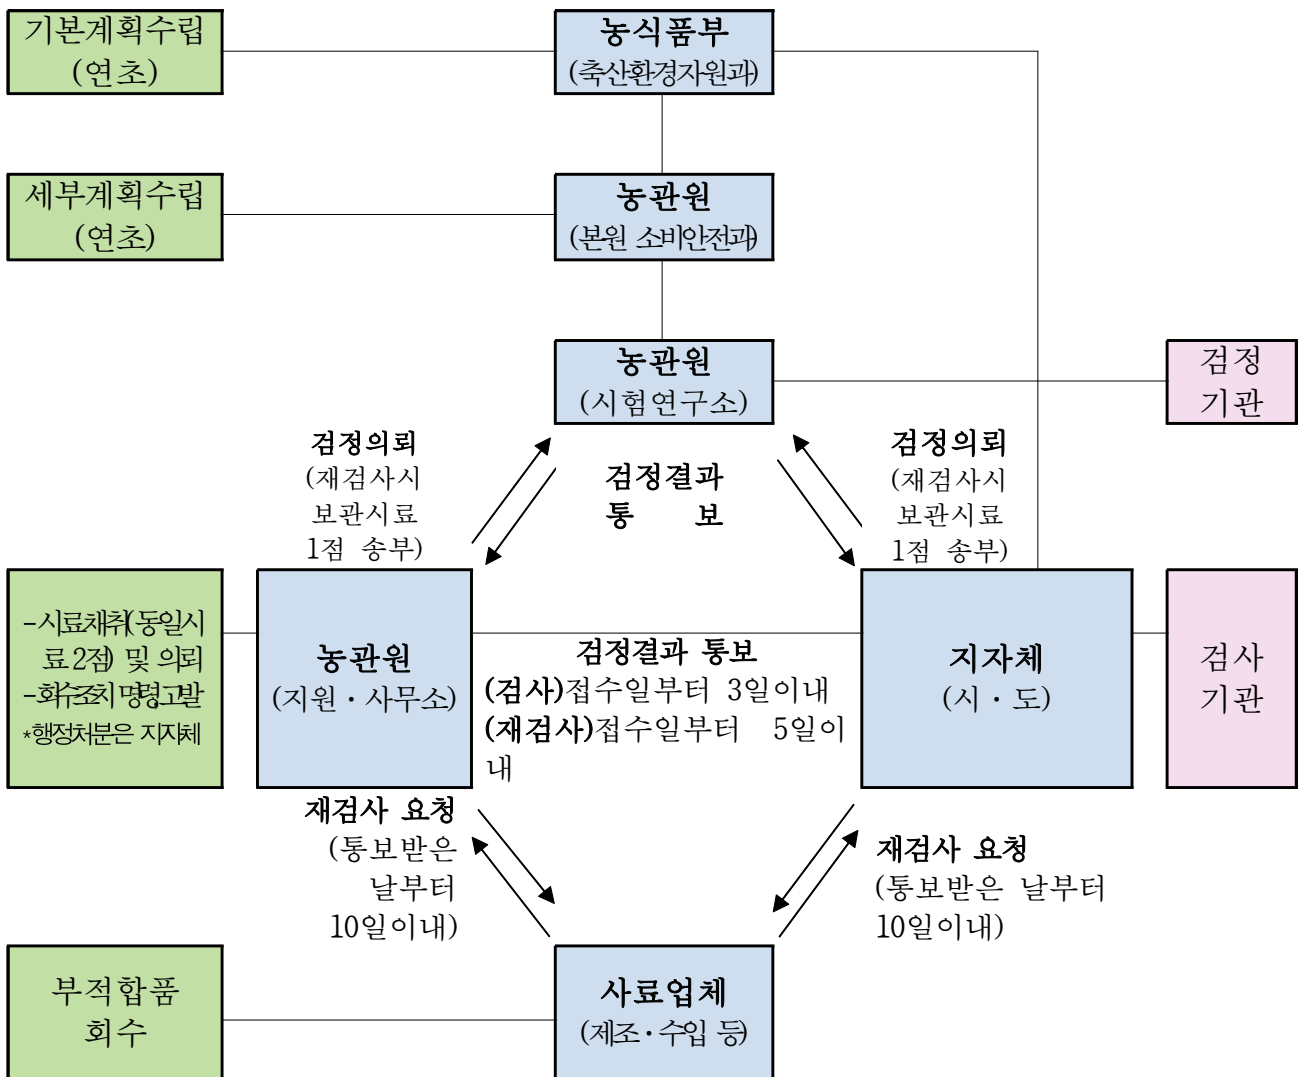 기본계획수립
(연초)
농식품부
(축산환경자원과)
세부계획수립
(연초)
농관원
(본원 소비안전과)
농관원
(시험연구소)
검정
기관
검정의뢰
(재검사시
보관시료
1점 송부)
검정결과
통 보
검정의뢰
(재검사시
보관시료
1점 송부)
-시료채취(동일시
료 2점) 및 의뢰
-회수조치 명령,고발
*행정처분은 지자체
농관원
(지원·사무소)
검정결과 통보
(검사)접수일부터 3일이내
(재검사)접수일부터 5일이
내
지자체
(시·도)
검사
기관
재검사 요청
(통보받은
날부터
10일이내)
재검사 요청
(통보받은 날부터
10일이내)
부적합품
회수
사료업체
(제조·수입 등)